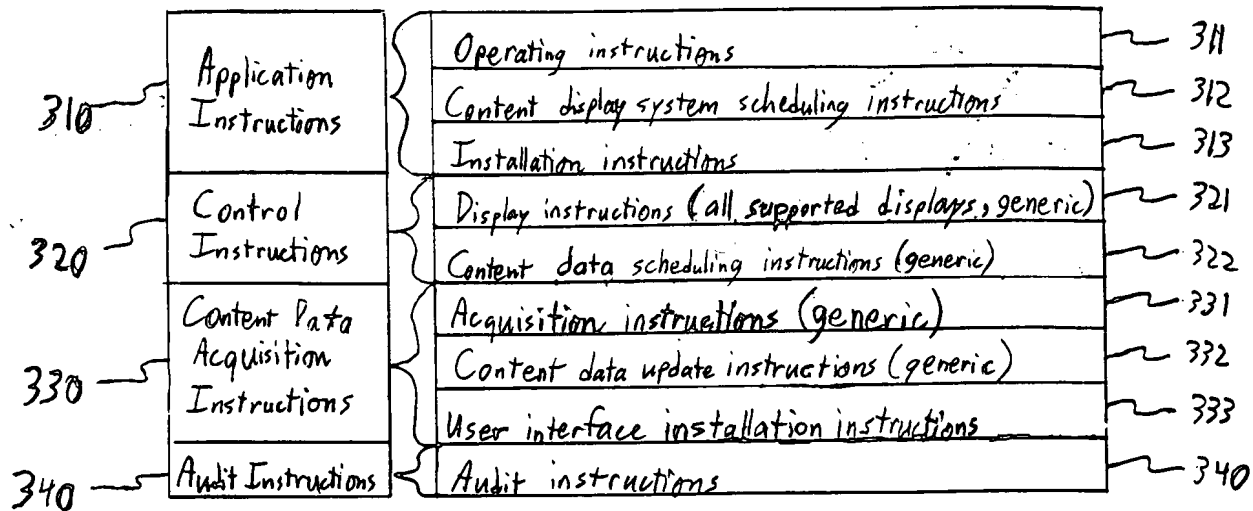 310
Application
Instructions
Operating instructions
311
Content display system scheduling instructions
312
Installation instructions
313
320
Control
Instructions
Display instructions (all supported displays, generic)
321
Content data scheduling instructions (generic)
322
330
Content Data
Acquisition
Instructions
Acquisition instructions (generic)
331
Content data update instructions (generic)
332
User interface installation instructions
333
340
Audit Instructions
Audit instructions
340